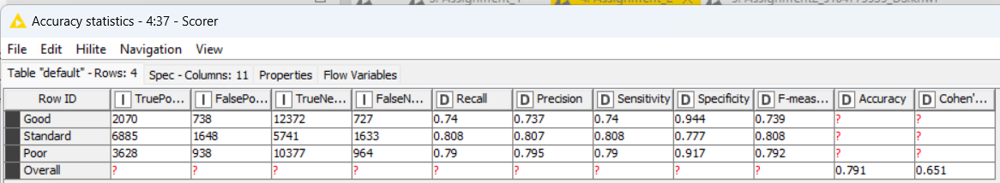 Accuracy statistics - 4:37 - Scorer
File Edit Hilite Navigation View
Table "default" - Rows: 4 Spec - Columns: 11 Properties Flow Variables
Row ID I TruePo... I FalsePo... I TrueNe... I FalseN... D Recall D Precision D Sensitivity D Specificity D F-meas... D Accuracy D Cohen'...
Good 2070 738 12372 727 0.74 0.737 0.74 0.944 0.739 ? ?
Standard 6885 1648 5741 1633 0.808 0.807 0.808 0.777 0.808 ? ?
Poor 3628 938 10377 964 0.79 0.795 0.79 0.917 0.792 ? ?
Overall ? ? ? ? ? ? ? ? ? 0.791 0.651